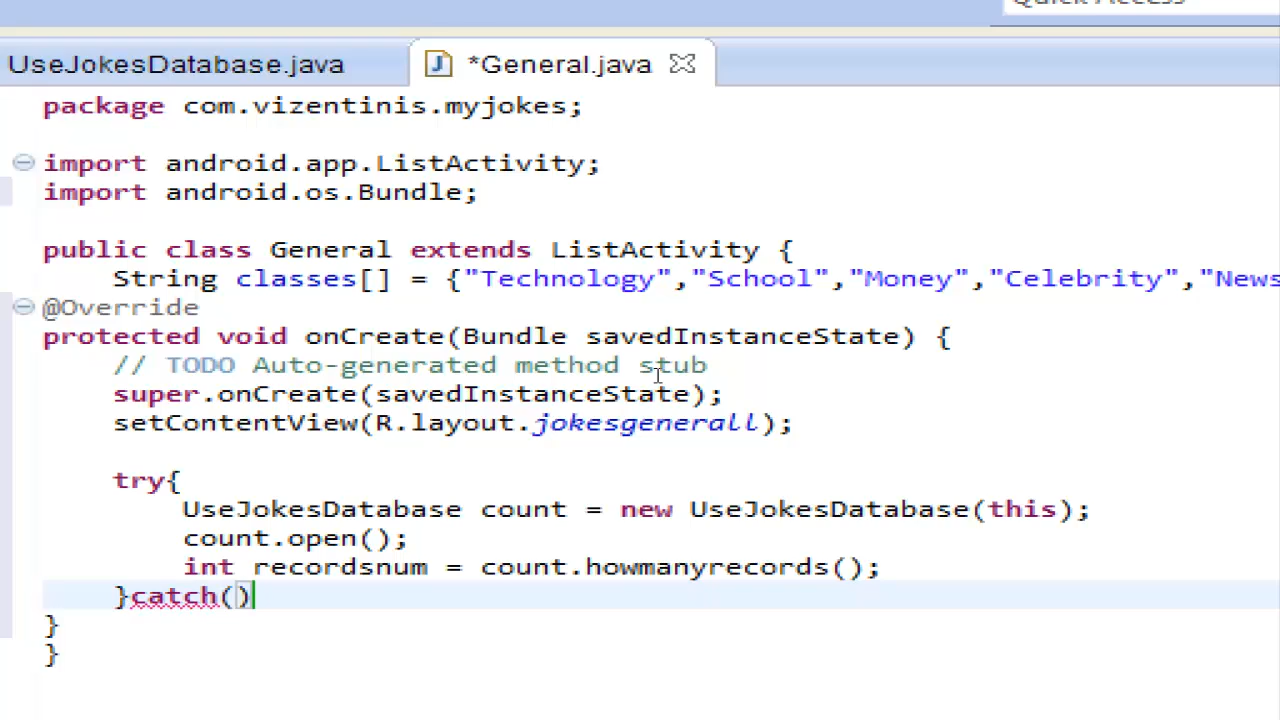 Quick Access
UseJokesDatabase.java *General.java
package com.vizentinis.myjokes;
import android.app.ListActivity;
import android.os.Bundle;
public class General extends ListActivity {
String classes[] = {"Technology","School","Money","Celebrity","News
@Override
protected void onCreate(Bundle savedInstanceState) {
// TODO Auto-generated method stub
super.onCreate(savedInstanceState);
setContentView(R.layout.jokesgenerall);
try{
UseJokesDatabase count = new UseJokesDatabase(this);
count.open();
int recordsnum = count.howmanyrecords();
}catch()
}
}